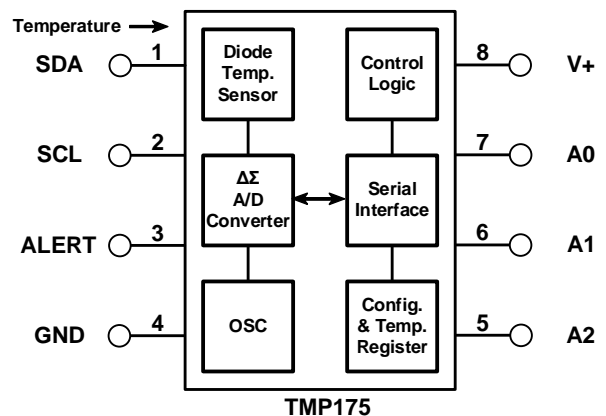 Temperature
SDA 1
Diode
Temp.
Sensor
Control
Logic
8 V+
SCL 2
ΔΣ
A/D
Converter
Serial
Interface
7 A0
ALERT 3
6 A1
GND 4
OSC
Config.
& Temp.
Register
5 A2
TMP175